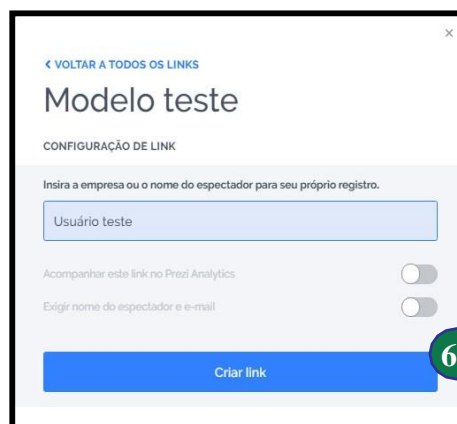 ×
< VOLTAR A TODOS OS LINKS
Modelo teste
CONFIGURAÇÃO DE LINK
Insira a empresa ou o nome do espectador para seu próprio registro.
Usuário teste
Acompanhar este link no Prezi Analytics
Exigir nome do espectador e e-mail
6
Criar link